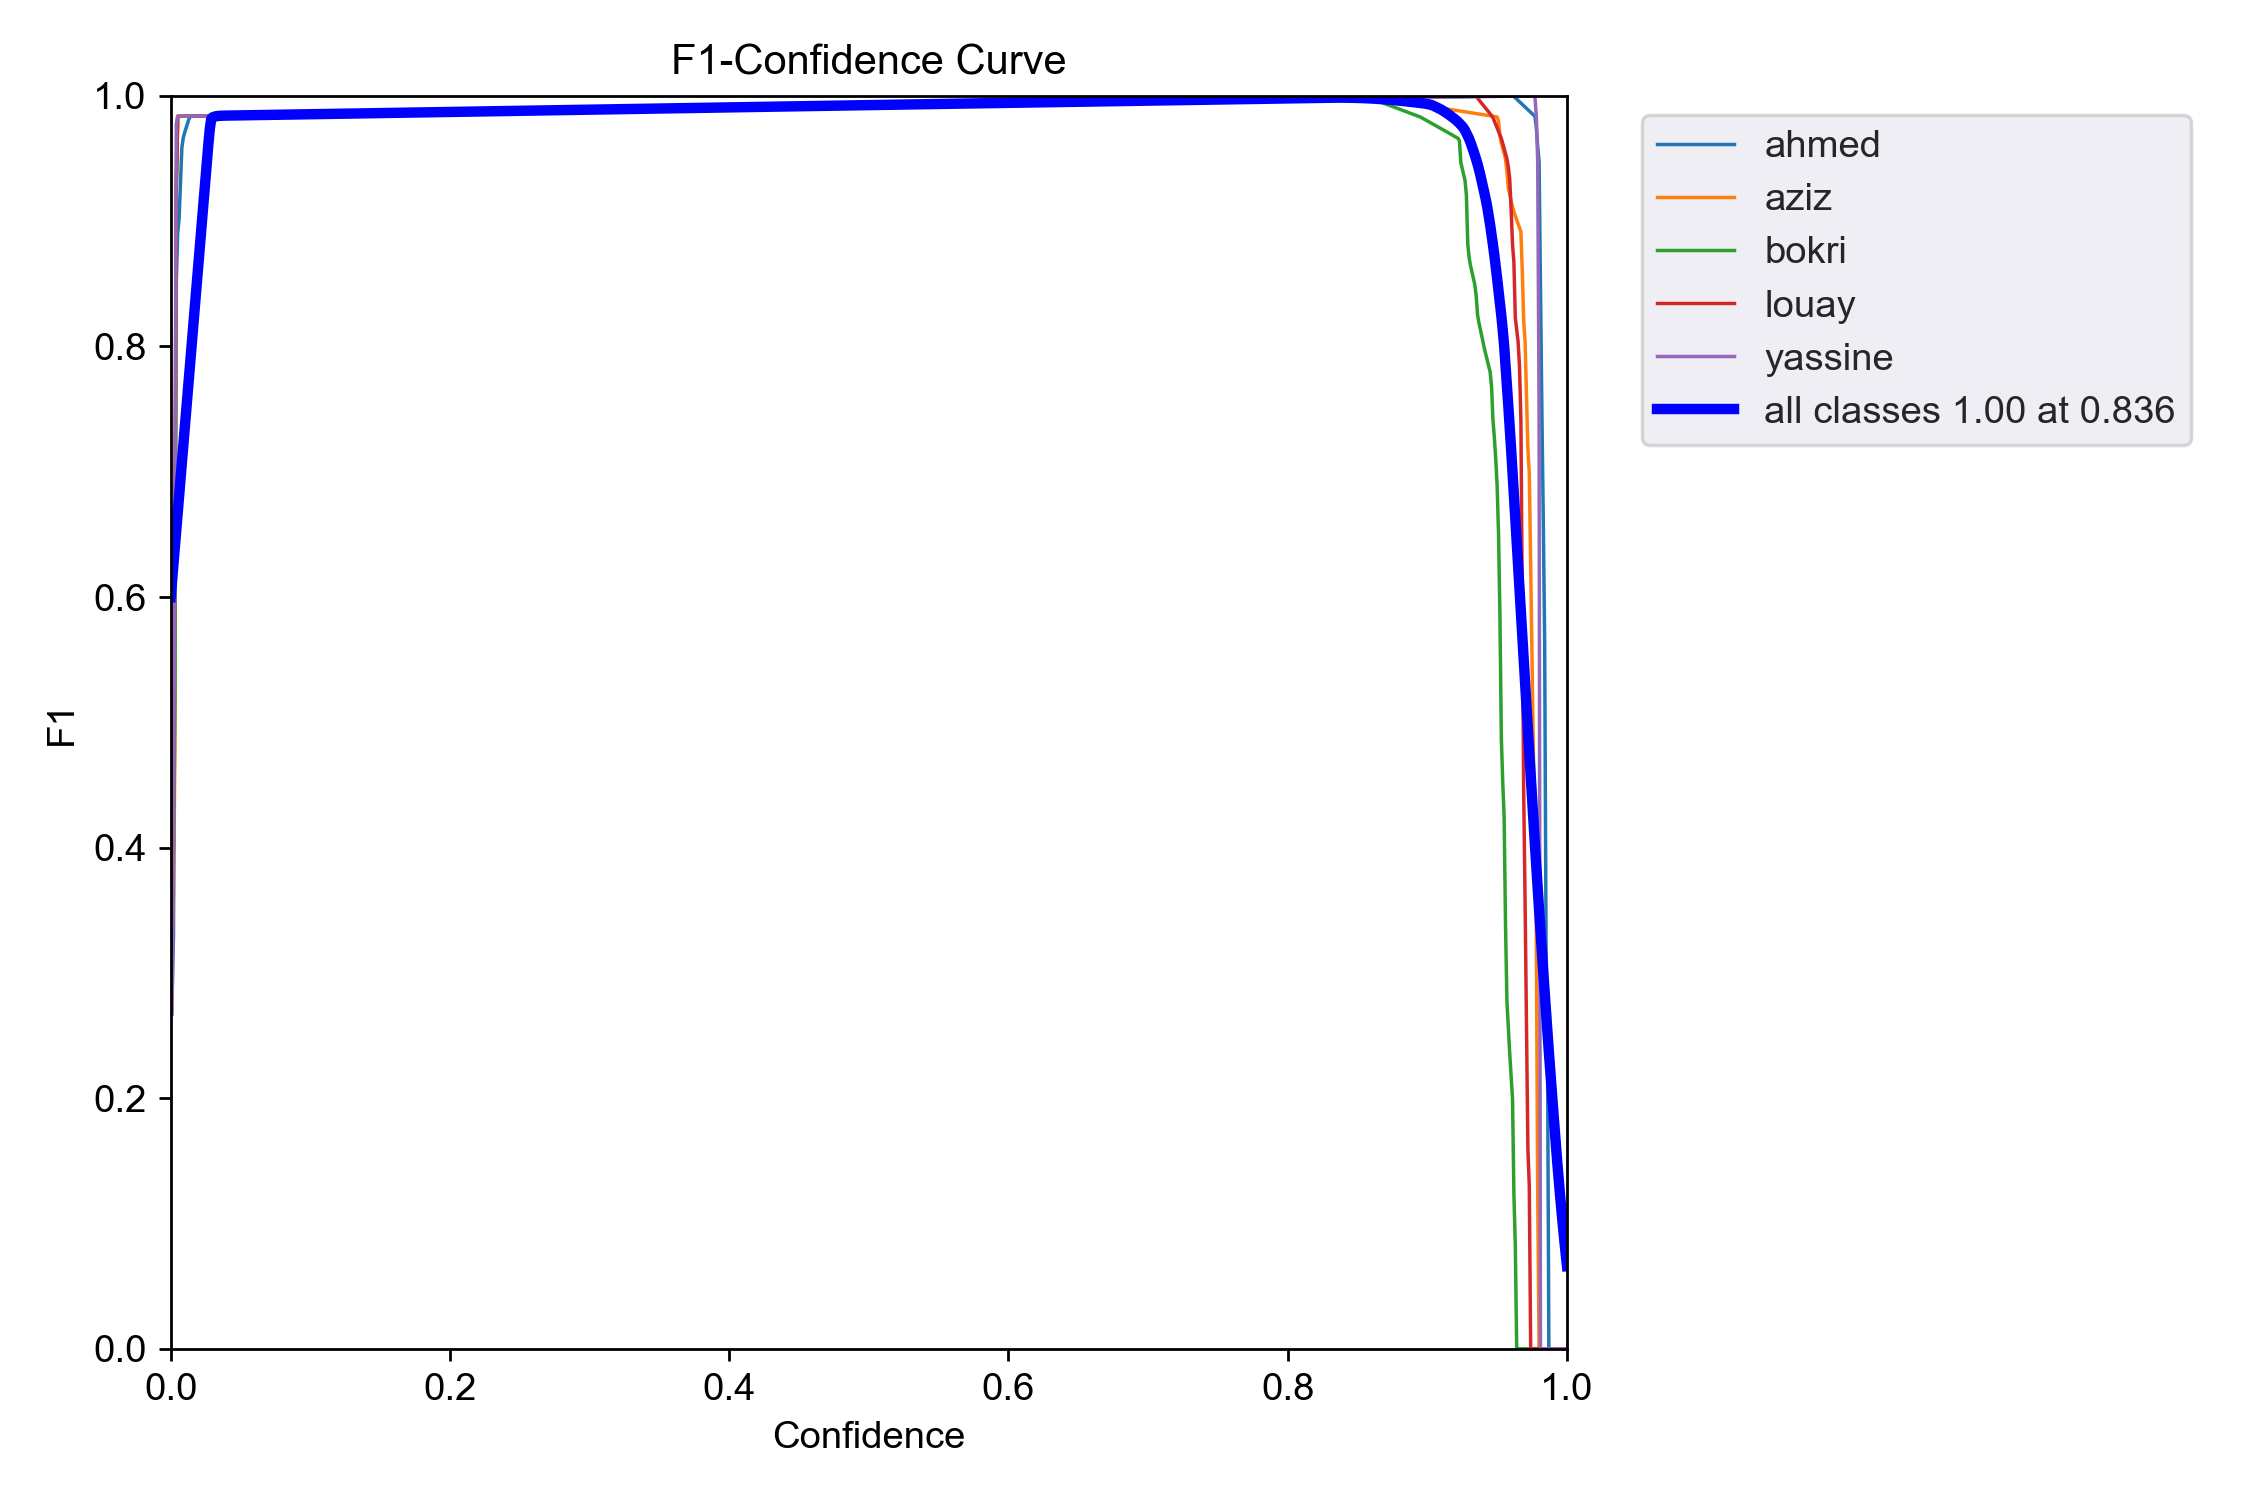 F1-Confidence Curve
1.0
0.8
0.6
0.4
0.2
0.0
F1
0.0 0.2 0.4 0.6 0.8 1.0
Confidence
ahmed
aziz
bokri
louay
yassine
all classes 1.00 at 0.836